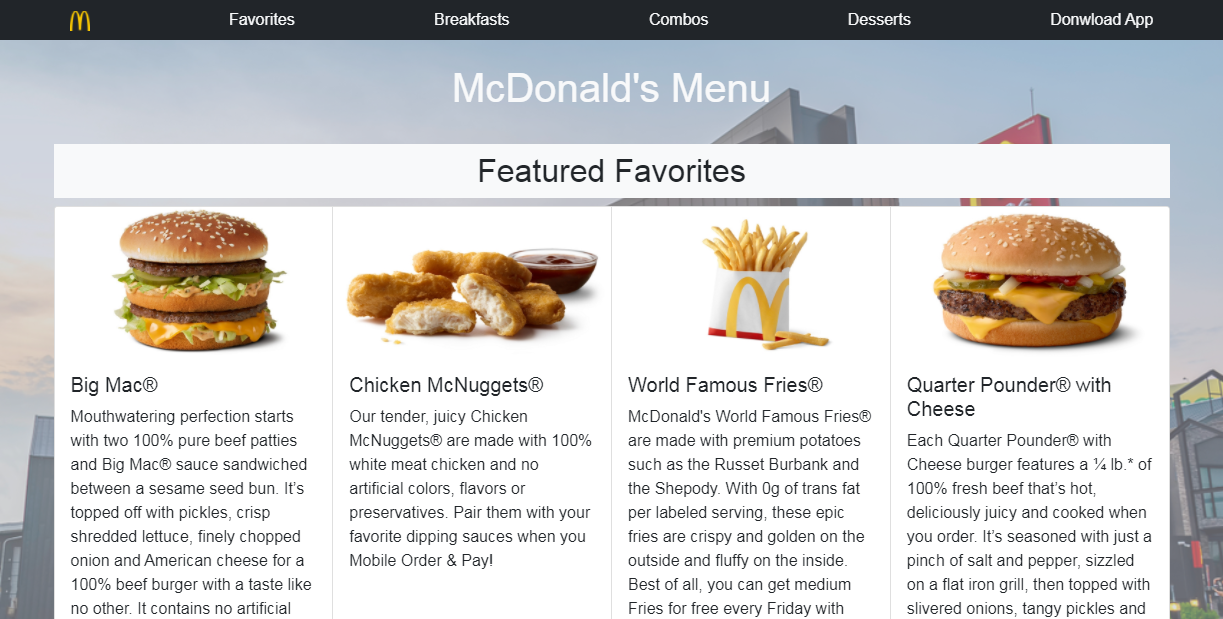 Favorites
Breakfasts
Combos
Desserts
Donwload App
McDonald's Menu
Featured Favorites
Big Mac®
Mouthwatering perfection starts
with two 100% pure beef patties
and Big Mac® sauce sandwiched
between a sesame seed bun. It’s
topped off with pickles, crisp
shredded lettuce, finely chopped
onion and American cheese for a
100% beef burger with a taste like
no other. It contains no artificial
Chicken McNuggets®
Our tender, juicy Chicken
McNuggets® are made with 100%
white meat chicken and no
artificial colors, flavors or
preservatives. Pair them with your
favorite dipping sauces when you
Mobile Order & Pay!
World Famous Fries®
McDonald's World Famous Fries®
are made with premium potatoes
such as the Russet Burbank and
the Shepody. With 0g of trans fat
per labeled serving, these epic
fries are crispy and golden on the
outside and fluffy on the inside.
Best of all, you can get medium
Fries for free every Friday with
Quarter Pounder® with
Cheese
Each Quarter Pounder® with
Cheese burger features a ¼ lb.* of
100% fresh beef that’s hot,
deliciously juicy and cooked when
you order. It’s seasoned with just a
pinch of salt and pepper, sizzled
on a flat iron grill, then topped with
slivered onions, tangy pickles and